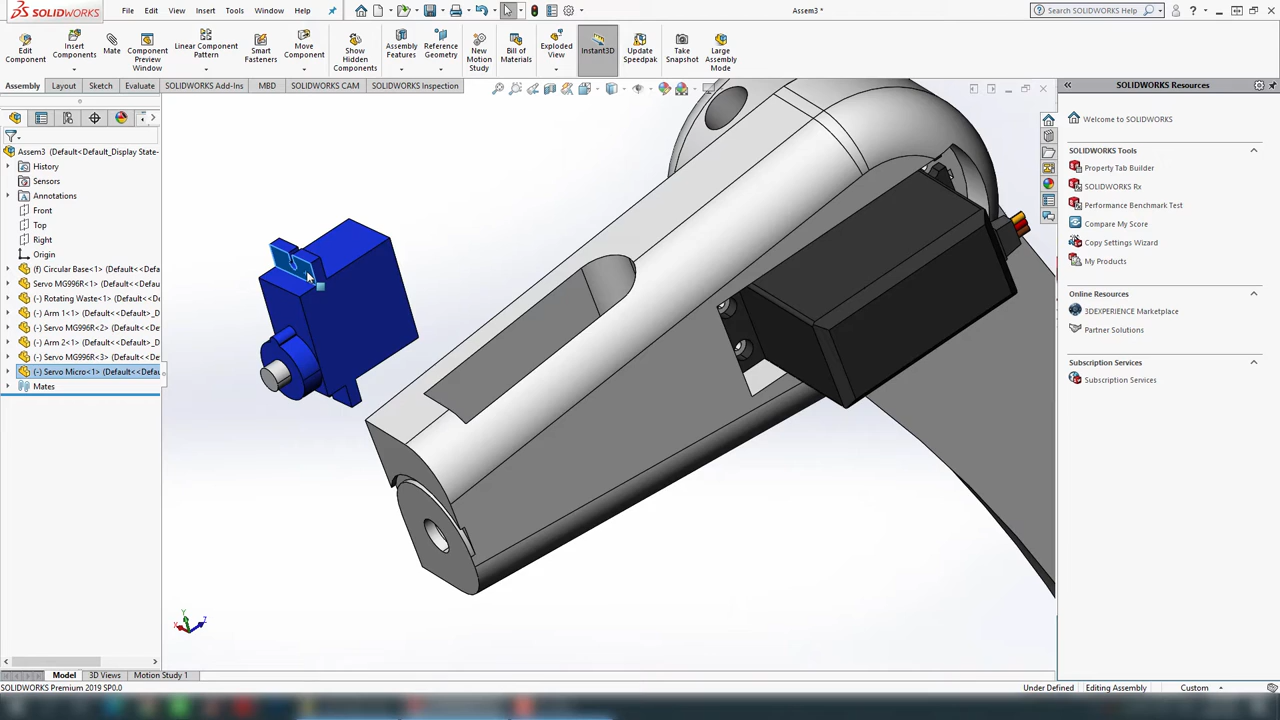 SOLIDWORKS
File Edit View Insert Tools Window Help
Assem3 *
Search SOLIDWORKS Help
Edit Component
Insert Components
Mate
Component Preview Window
Linear Component Pattern
Smart Fasteners
Move Component
Show Hidden Components
Assembly Features
Reference Geometry
New Motion Study
Bill of Materials
Exploded View
Instant3D
Update Speedpak
Take Snapshot
Large Assembly Mode
Assembly Layout Sketch Evaluate SOLIDWORKS Add-Ins MBD SOLIDWORKS CAM SOLIDWORKS Inspection
Assem3 (Default<Default_Display State-
History
Sensors
Annotations
Front
Top
Right
Origin
(f) Circular Base<1> (Default<<Defa
Servo MG996R<1> (Default<<Defau
(-) Rotating Waste<1> (Default<<De
(-) Arm 1<1> (Default<<Default>_D
(-) Servo MG996R<2> (Default<<De
(-) Arm 2<1> (Default<<Default>_D
(-) Servo MG996R<3> (Default<<De
(-) Servo Micro<1> (Default<<Defau
Mates
Y
X
Z
SOLIDWORKS Resources
Welcome to SOLIDWORKS
SOLIDWORKS Tools
Property Tab Builder
SOLIDWORKS Rx
Performance Benchmark Test
Compare My Score
Copy Settings Wizard
My Products
Online Resources
3DEXPERIENCE Marketplace
Partner Solutions
Subscription Services
Subscription Services
Model 3D Views Motion Study 1
SOLIDWORKS Premium 2019 SP0.0
Under Defined Editing Assembly Custom